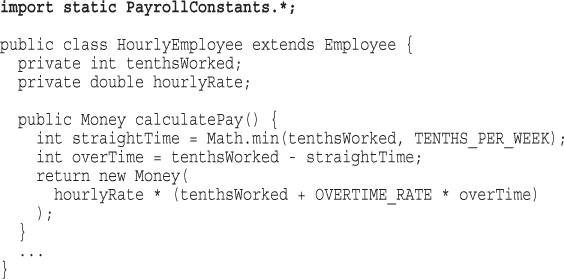 import static PayrollConstants.*;
public class HourlyEmployee extends Employee {
private int tenthsWorked;
private double hourlyRate;
public Money calculatePay() {
int straightTime = Math.min(tenthsWorked, TENTHS_PER_WEEK);
int overTime = tenthsWorked - straightTime;
return new Money(
hourlyRate * (tenthsWorked + OVERTIME_RATE * overTime)
);
}
...
}